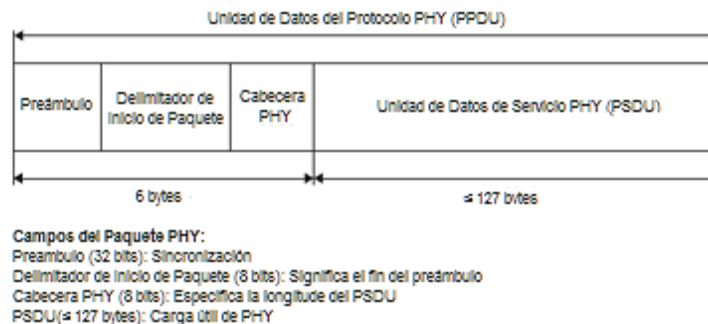 Unidad de Datos del Protocolo PHY (PPDU)
Preámbulo
Delimitador de
Inicio de Paquete
Cabecera
PHY
Unidad de Datos de Servicio PHY (PSDU)
6 bytes
≤ 127 bytes
Campos del Paquete PHY:
Preambulo (32 bits): Sincronización
Delimitador de Inicio de Paquete (8 bits): Significa el fin del preámbulo
Cabecera PHY (8 bits): Especifica la longitude del PSDU
PSDU(≤ 127 bytes): Carga útil de PHY